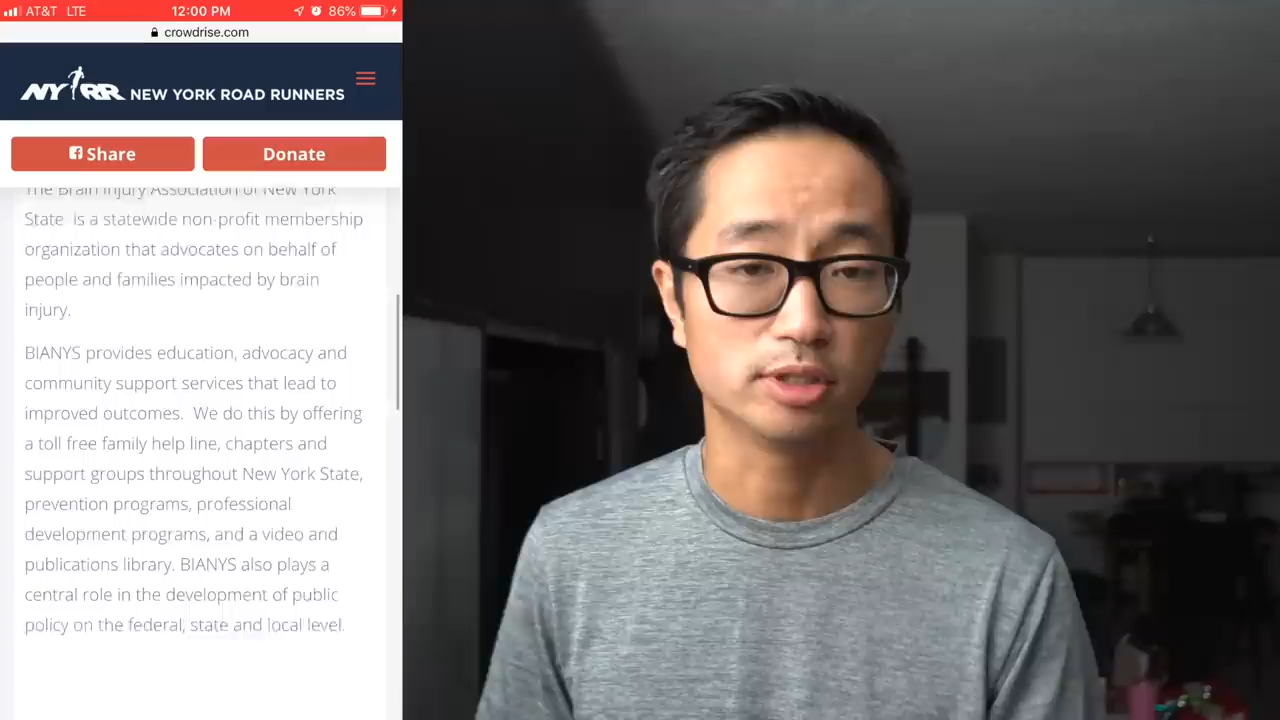 AT&T LTE 12:00 PM 86%
crowdrise.com
NYRR NEW YORK ROAD RUNNERS
Share Donate
The Brain Injury Association of New York
State is a statewide non-profit membership
organization that advocates on behalf of
people and families impacted by brain
injury.
BIANYS provides education, advocacy and
community support services that lead to
improved outcomes. We do this by offering
a toll free family help line, chapters and
support groups throughout New York State,
prevention programs, professional
development programs, and a video and
publications library. BIANYS also plays a
central role in the development of public
policy on the federal, state and local level.